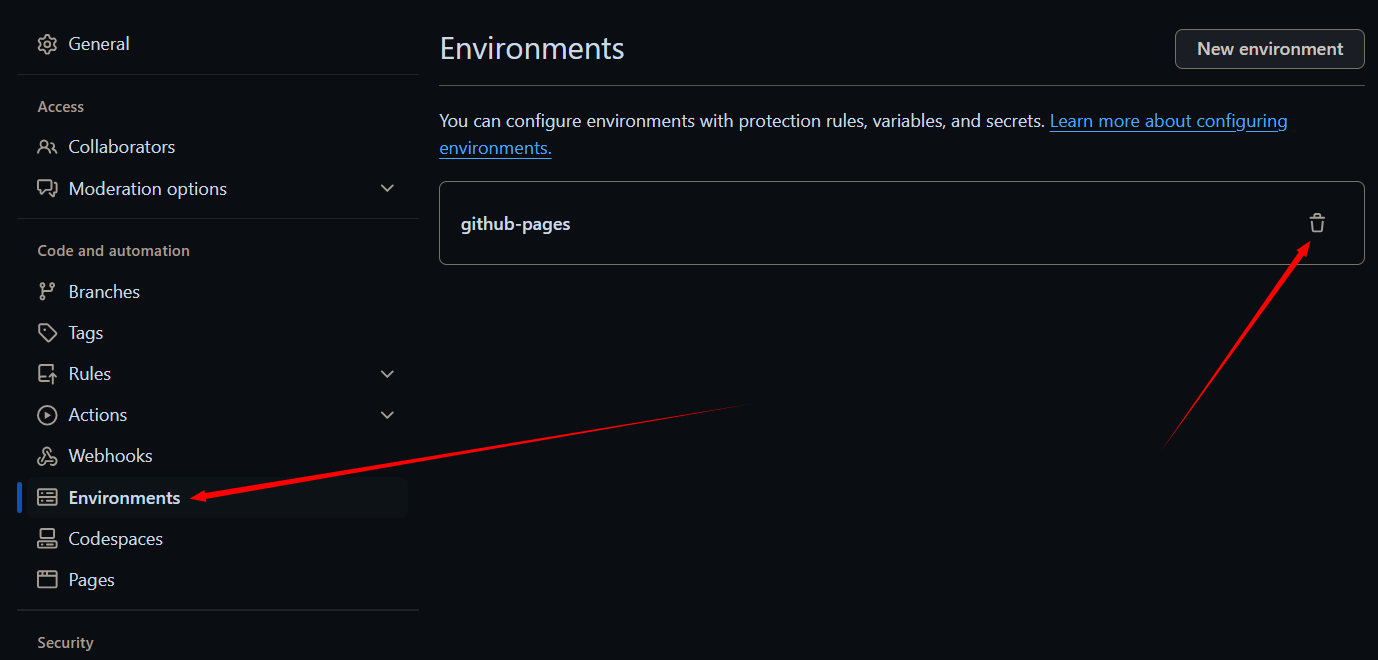 General
Access
Collaborators
Moderation options
Code and automation
Branches
Tags
Rules
Actions
Webhooks
Environments
Codespaces
Pages
Security
Environments
New environment
You can configure environments with protection rules, variables, and secrets. Learn more about configuring
environments.
github-pages